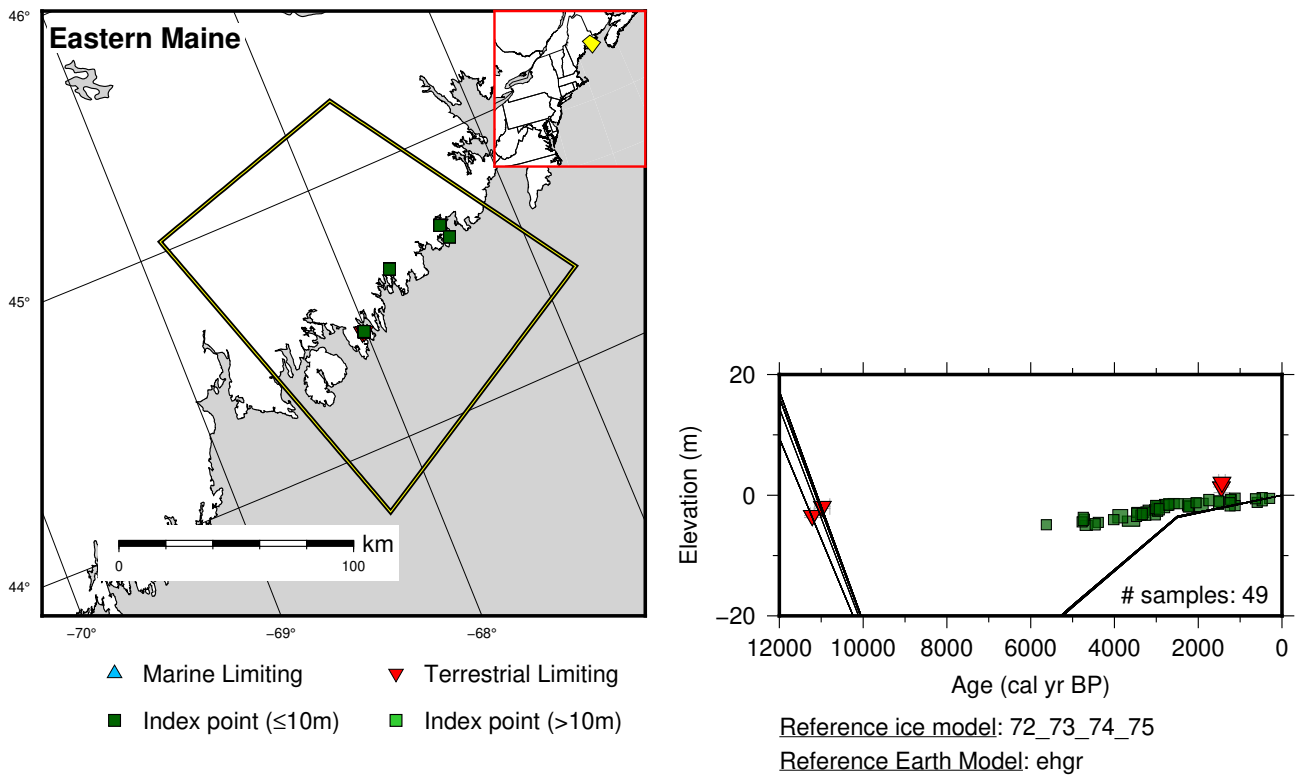 46°
Eastern Maine
45°
44°
km
0 100
−70° −69° −68°
Marine Limiting Terrestrial Limiting
Index point (≤10m) Index point (>10m)
20
0
−20
Elevation (m)
# samples: 49
12000 10000 8000 6000 4000 2000 0
Age (cal yr BP)
Reference ice model: 72_73_74_75
Reference Earth Model: ehgr